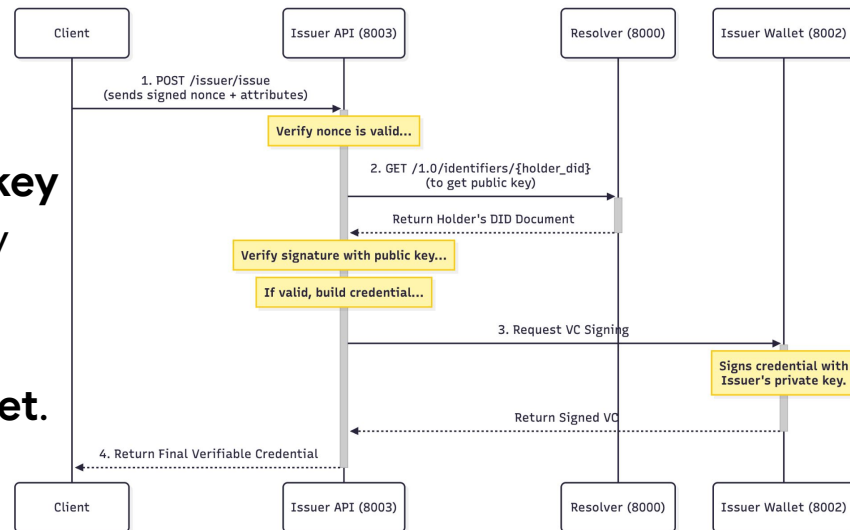 Client
Issuer API (8003)
Resolver (8000)
Issuer Wallet (8002)
1. POST /issuer/issue
(sends signed nonce + attributes)
Verify nonce is valid...
key
2. GET /1.0/identifiers/{holder_did}
(to get public key)
y
Return Holder's DID Document
Verify signature with public key...
If valid, build credential...
3. Request VC Signing
Signs credential with
Issuer's private key.
et.
Return Signed VC
4. Return Final Verifiable Credential
Client
Issuer API (8003)
Resolver (8000)
Issuer Wallet (8002)